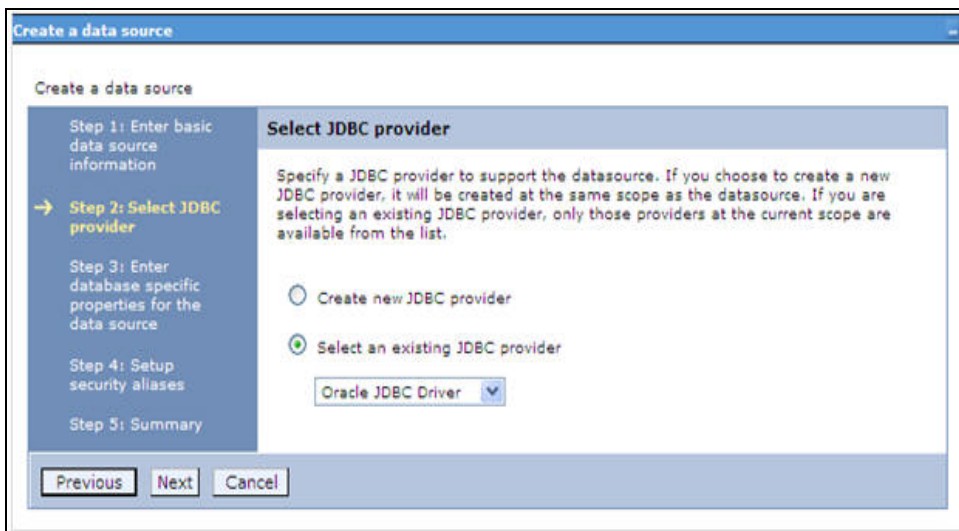 Create a data source
Create a data source
Step 1: Enter basic
data source
information
Step 2: Select JDBC
provider
Step 3: Enter
database specific
properties for the
data source
Step 4: Setup
security aliases
Step 5: Summary
Select JDBC provider
Specify a JDBC provider to support the datasource. If you choose to create a new
JDBC provider, it will be created at the same scope as the datasource. If you are
selecting an existing JDBC provider, only those providers at the current scope are
available from the list.
Create new JDBC provider
Select an existing JDBC provider
Oracle JDBC Driver
Previous Next Cancel